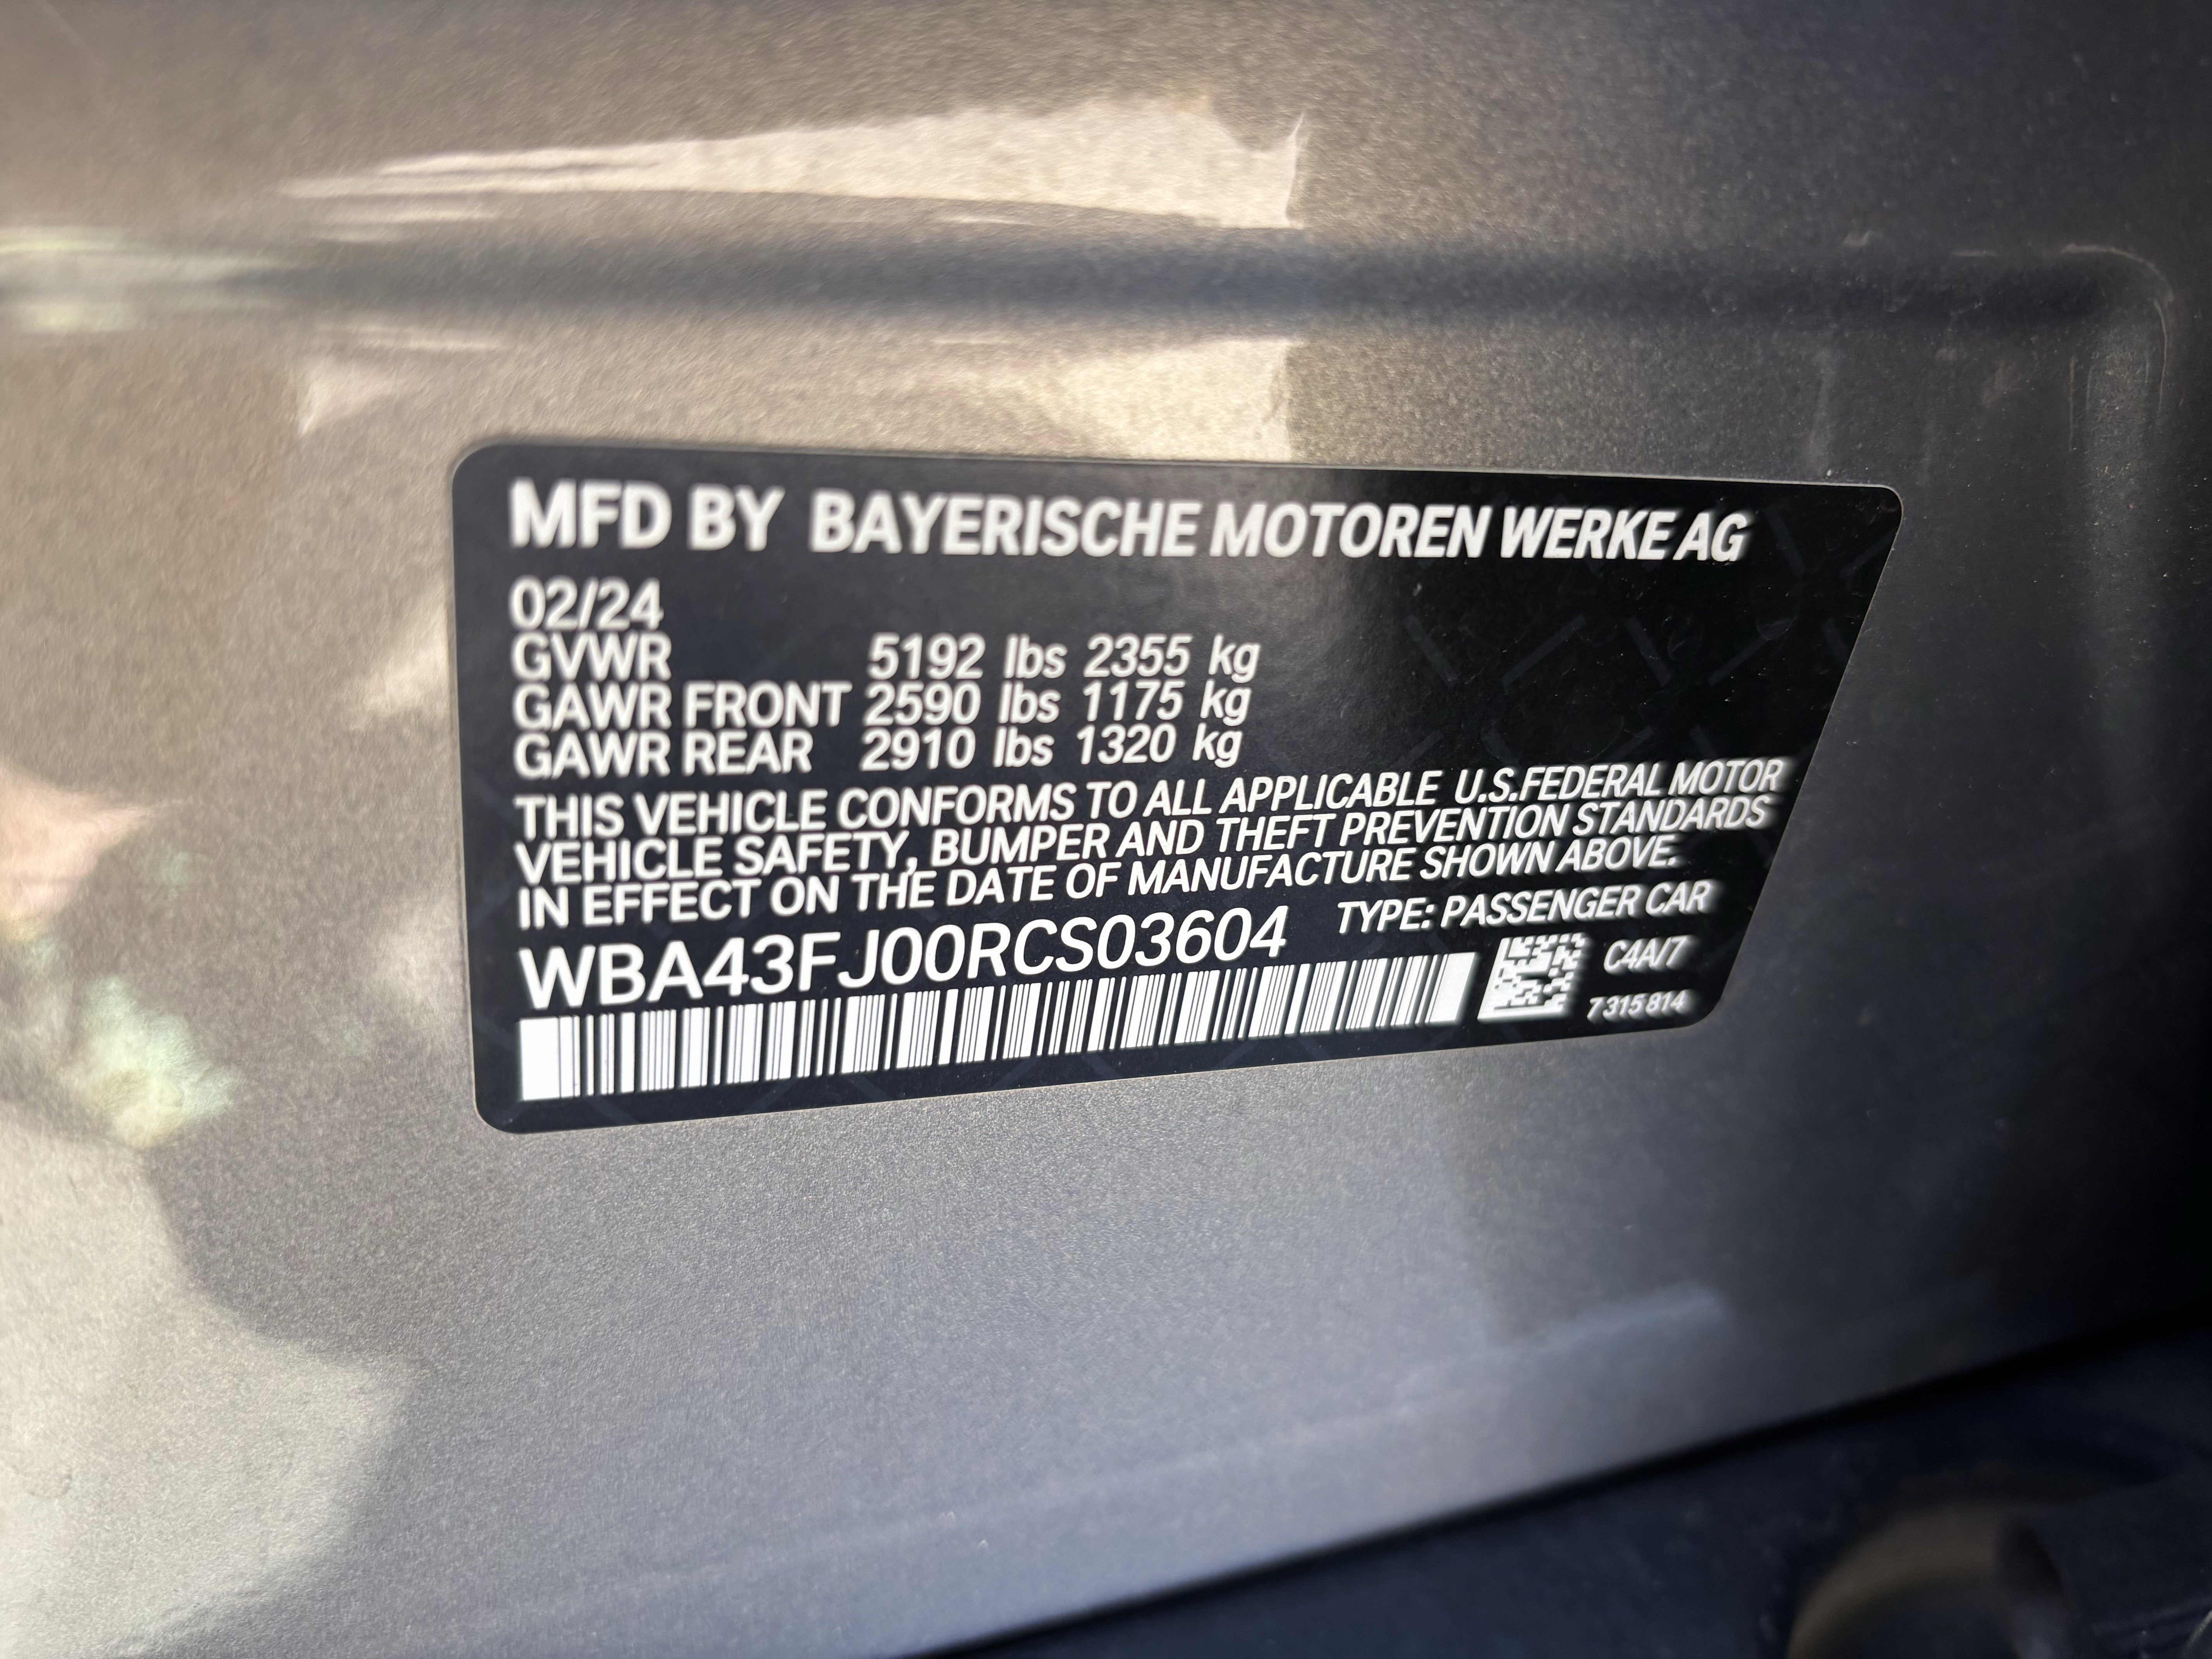 MFD BY BAYERISCHE MOTOREN WERKE AG
02/24
GVWR 5192 lbs 2355 kg
GAWR FRONT 2590 lbs 1175 kg
GAWR REAR 2910 lbs 1320 kg
THIS VEHICLE CONFORMS TO ALL APPLICABLE U.S.FEDERAL MOTOR
VEHICLE SAFETY, BUMPER AND THEFT PREVENTION STANDARDS
IN EFFECT ON THE DATE OF MANUFACTURE SHOWN ABOVE.
WBA43FJ00RCS03604 TYPE: PASSENGER CAR
C4A/7
7 315 814